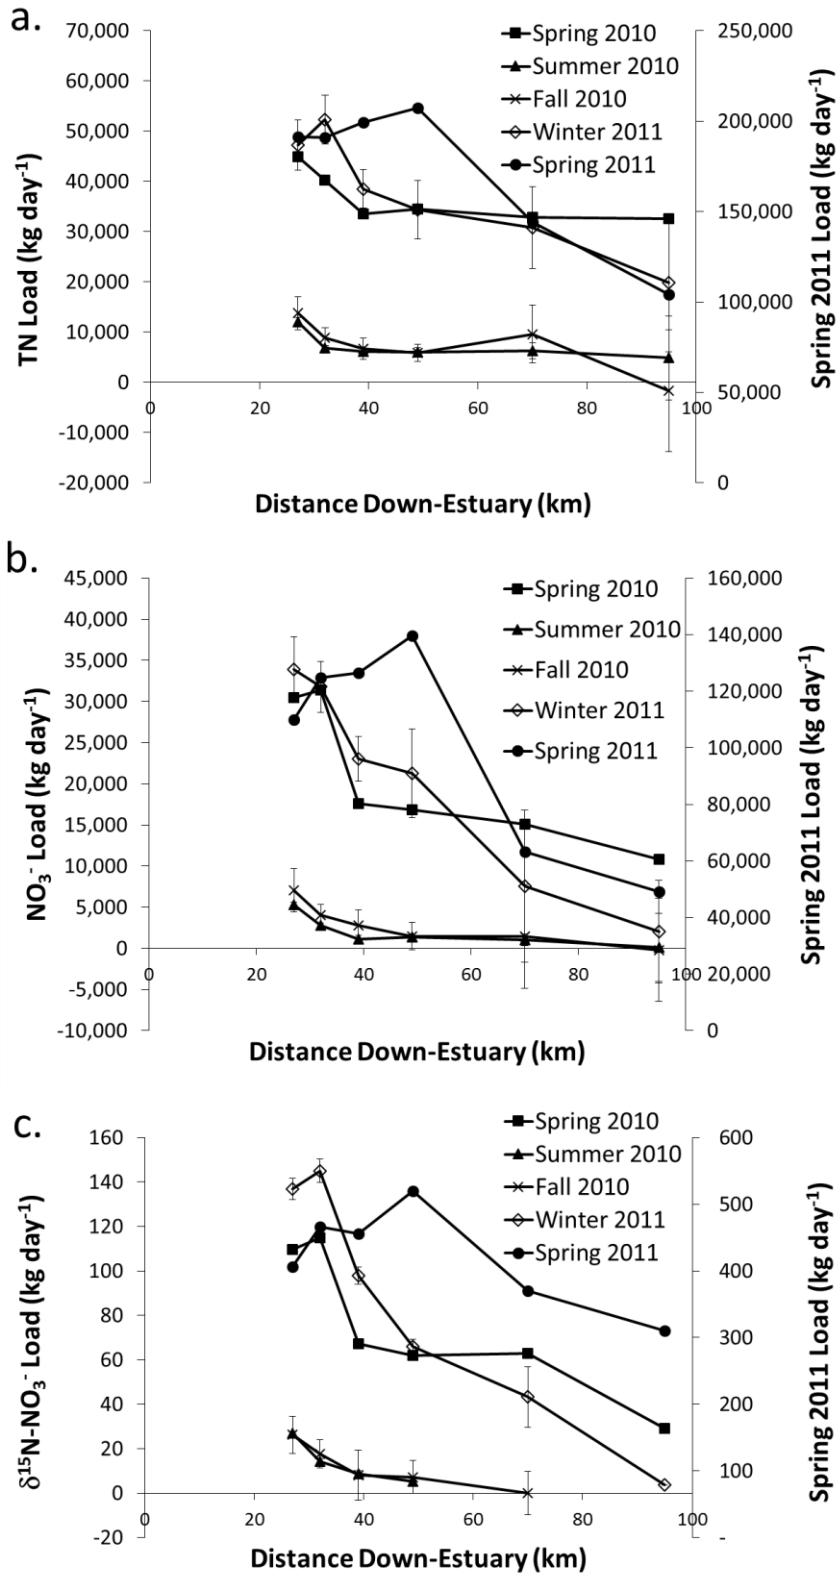 a.
70,000
60,000
50,000
40,000
30,000
20,000
10,000
0
-10,000
-20,000
TN Load (kg day⁻¹)
0 20 40 60 80 100
Distance Down-Estuary (km)
Spring 2010
Summer 2010
Fall 2010
Winter 2011
Spring 2011
250,000
200,000
150,000
100,000
50,000
0
Spring 2011 Load (kg day⁻¹)
b.
45,000
40,000
35,000
30,000
25,000
20,000
15,000
10,000
5,000
0
-5,000
-10,000
NO₃⁻ Load (kg day⁻¹)
0 20 40 60 80 100
Distance Down-Estuary (km)
Spring 2010
Summer 2010
Fall 2010
Winter 2011
Spring 2011
160,000
140,000
120,000
100,000
80,000
60,000
40,000
20,000
0
Spring 2011 Load (kg day⁻¹)
c.
160
140
120
100
80
60
40
20
0
-20
δ¹⁵N-NO₃⁻ Load (kg day⁻¹)
0 20 40 60 80 100
Distance Down-Estuary (km)
Spring 2010
Summer 2010
Fall 2010
Winter 2011
Spring 2011
600
500
400
300
200
100
-
Spring 2011 Load (kg day⁻¹)